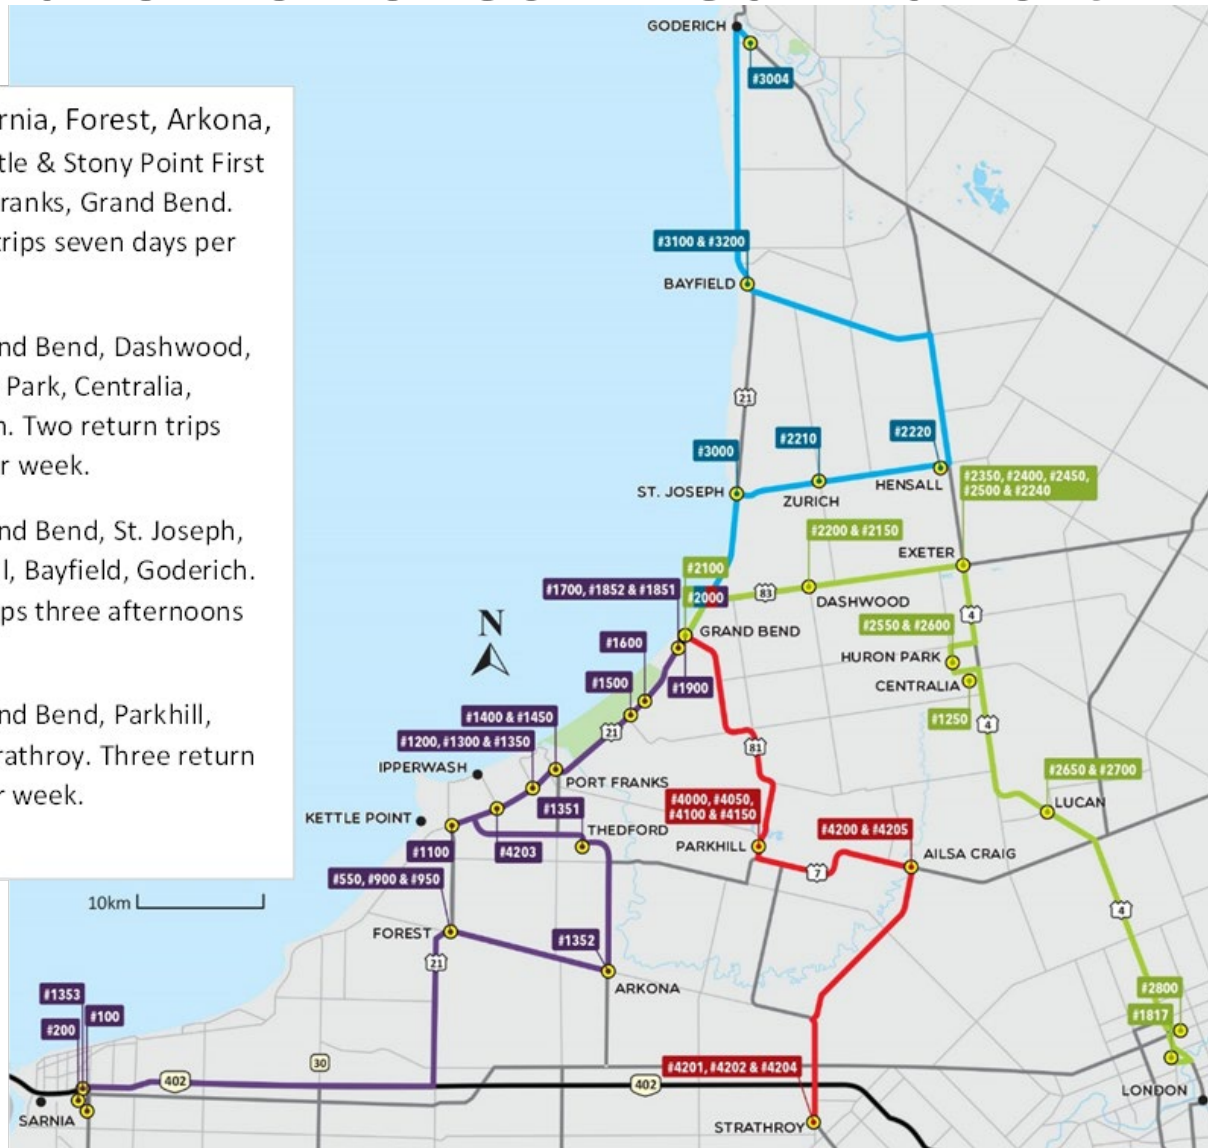 rnia, Forest, Arkona,
tle & Stony Point First
ranks, Grand Bend.
trips seven days per
nd Bend, Dashwood,
Park, Centralia,
n. Two return trips
r week.
nd Bend, St. Joseph,
l, Bayfield, Goderich.
ps three afternoons
nd Bend, Parkhill,
rathroy. Three return
r week.
GODERICH
#3004
#3100 & #3200
BAYFIELD
21
#2210
#2220
#3000
ST. JOSEPH
ZURICH
HENSALL
#2350, #2400, #2450,
#2500 & #2240
#2200 & #2150
EXETER
#2100
#1700, #1852 & #1851
#2000
83
DASHWOOD
4
N
GRAND BEND
#2550 & #2600
#1600
HURON PARK
#1500
#1900
CENTRALIA
#1400 & #1450
#1250
4
21
#1200, #1300 & #1350
81
IPPERWASH
PORT FRANKS
#2650 & #2700
#1351
#4000, #4050,
#4100 & #4150
LUCAN
KETTLE POINT
THEDFORD
#4200 & #4205
#1100
#4203
PARKHILL
AILSA CRAIG
7
#550, #900 & #950
10km
4
FOREST
#1352
21
ARKONA
#1353
#100
#200
#2800
#1817
30
402
#4201, #4202 & #4204
402
LONDON
SARNIA
STRATHROY